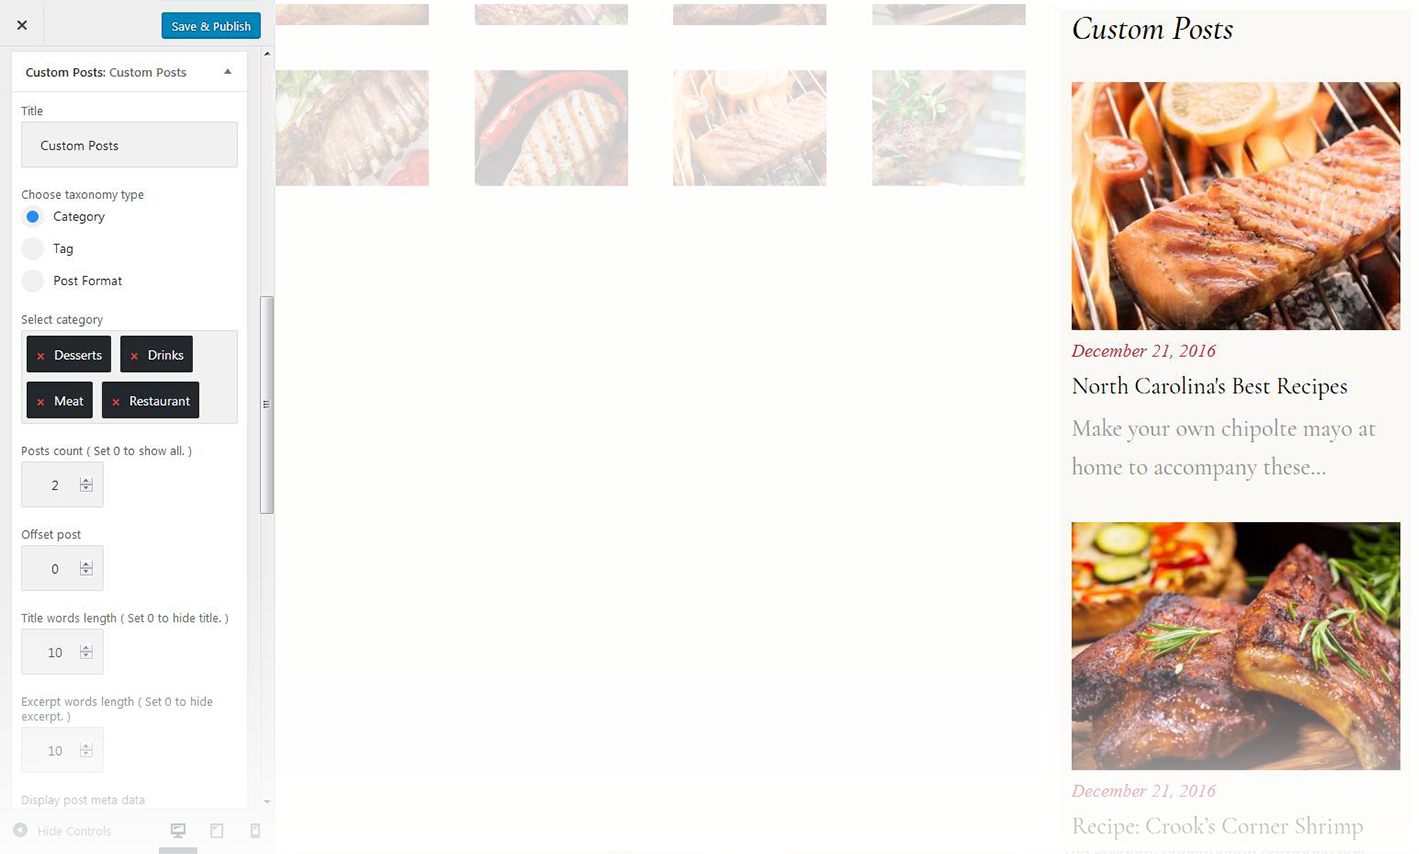 Save & Publish
Custom Posts: Custom Posts
Title
Custom Posts
Choose taxonomy type
Category
Tag
Post Format
Select category
× Desserts × Drinks
× Meat × Restaurant
Posts count ( Set 0 to show all. )
2
Offset post
0
Title words length ( Set 0 to hide title. )
10
Excerpt words length ( Set 0 to hide
excerpt. )
10
Display post meta data
Hide Controls
Custom Posts
December 21, 2016
North Carolina's Best Recipes
Make your own chipolte mayo at
home to accompany these...
December 21, 2016
Recipe: Crook’s Corner Shrimp